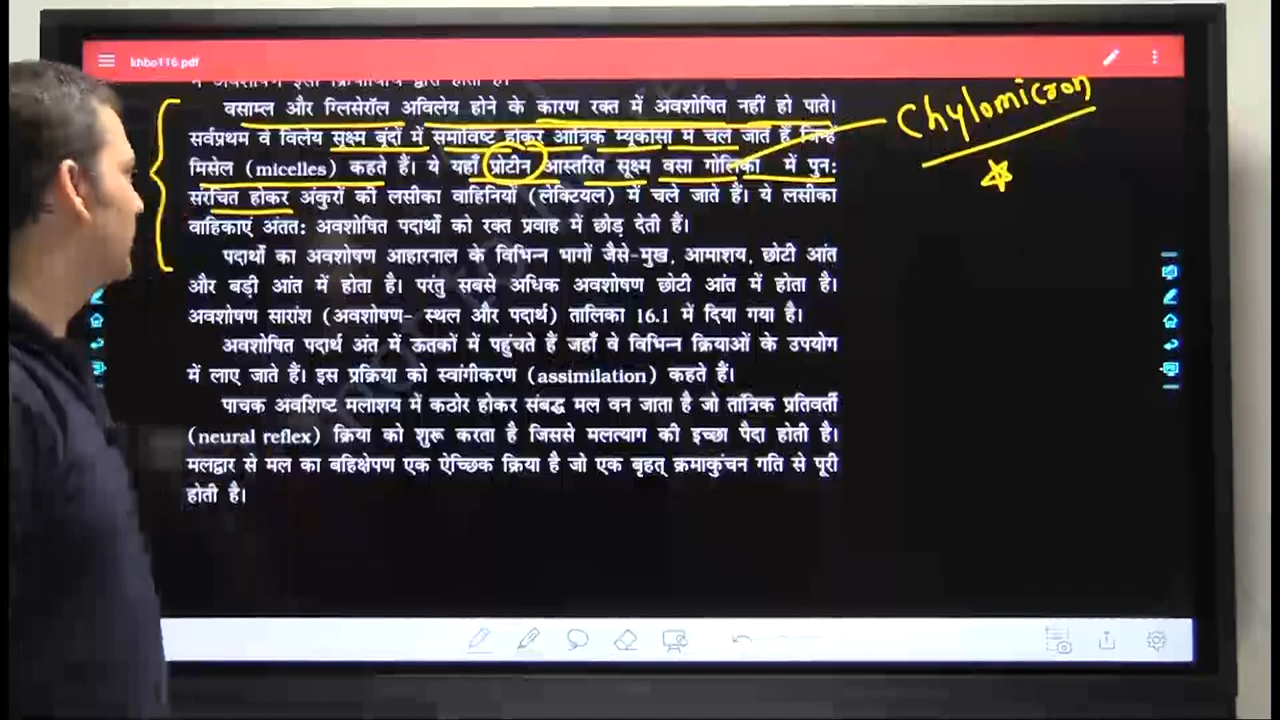 khbo116.pdf
में अवशोषण इसी क्रियाविधि द्वारा होता है।
वसाम्ल और ग्लिसेरॉल अविलेय होने के कारण रक्त में अवशोषित नहीं हो पाते।
Chylomicron
सर्वप्रथम वे विलेय सूक्ष्म बूंदों में समाविष्ट होकर आंत्रिक म्यूकोसा में चले जाते हैं जिन्हें
मिसेल (micelles) कहते हैं। ये यहाँ प्रोटीन आस्तरित सूक्ष्म वसा गोलिका में पुन:
संरचित होकर अंकुरों की लसीका वाहिनियों (लेक्टियल) में चले जाते हैं। ये लसीका
वाहिकाएं अंतत: अवशोषित पदार्थों को रक्त प्रवाह में छोड़ देती हैं।
पदार्थों का अवशोषण आहारनाल के विभिन्न भागों जैसे-मुख, आमाशय, छोटी आंत
और बड़ी आंत में होता है। परंतु सबसे अधिक अवशोषण छोटी आंत में होता है।
अवशोषण सारांश (अवशोषण- स्थल और पदार्थ) तालिका 16.1 में दिया गया है।
अवशोषित पदार्थ अंत में ऊतकों में पहुंचते हैं जहाँ वे विभिन्न क्रियाओं के उपयोग
में लाए जाते हैं। इस प्रक्रिया को स्वांगीकरण (assimilation) कहते हैं।
पाचक अवशिष्ट मलाशय में कठोर होकर संबद्ध मल वन जाता है जो तांत्रिक प्रतिवर्ती
(neural reflex) क्रिया को शुरू करता है जिससे मलत्याग की इच्छा पैदा होती है।
मलद्वार से मल का बहिक्षेपण एक ऐच्छिक क्रिया है जो एक बृहत् क्रमाकुंचन गति से पूरी
होती है।